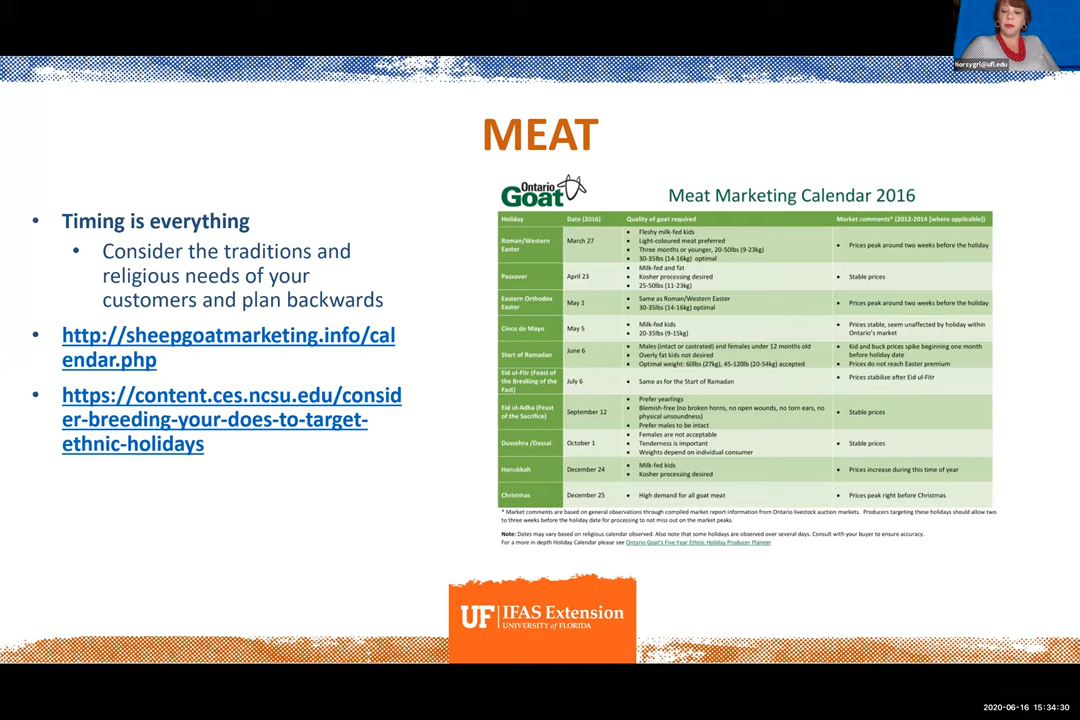 horsygrl@ufl.edu
MEAT
• Timing is everything
• Consider the traditions and
religious needs of your
customers and plan backwards
• http://sheepgoatmarketing.info/cal
endar.php
• https://content.ces.ncsu.edu/consid
er-breeding-your-does-to-target-
ethnic-holidays
Ontario
Goat
Meat Marketing Calendar 2016
Holiday Date (2016) Quality of goat required Market comments* (2012-2014 [where applicable])
Roman/Western
Easter
March 27
• Fleshy milk-fed kids
• Light-coloured meat preferred
• Three months or younger, 20-50lbs (9-23kg)
• 30-35lbs (14-16kg) optimal
• Prices peak around two weeks before the holiday
Passover
April 23
• Milk-fed and fat
• Kosher processing desired
• 25-50lbs (11-23kg)
• Stable prices
Eastern Orthodox
Easter
May 1
• Same as Roman/Western Easter
• 30-35lbs (14-16kg) optimal
• Prices peak around two weeks before the holiday
Cinco de Mayo
May 5
• Milk-fed kids
• 20-35lbs (9-15kg)
• Prices stable, seem unaffected by holiday within
Ontario's market
Start of Ramadan
June 6
• Males (intact or castrated) and females under 12 months old
• Overly fat kids not desired
• Optimal weight: 60lbs (27kg), 45-120lb (20-54kg) accepted
• Kid and buck prices spike beginning one month
before holiday date
• Prices do not reach Easter premium
Eid ul-Fitr (Feast of
the Breaking of the
Fast)
July 6
• Same as for the Start of Ramadan
• Prices stabilize after Eid ul-Fitr
Eid ul-Adha (Feast
of the Sacrifice)
September 12
• Prefer yearlings
• Blemish-free (no broken horns, no open wounds, no torn ears, no
physical unsoundness)
• Prefer males to be intact
• Stable prices
Dussehra /Dassai
October 1
• Females are not acceptable
• Tenderness is important
• Weights depend on individual consumer
• Stable prices
Hanukkah
December 24
• Milk-fed kids
• Kosher processing desired
• Prices increase during this time of year
Christmas
December 25
• High demand for all goat meat
• Prices peak right before Christmas
* Market comments are based on general observations through compiled market report information from Ontario livestock auction markets. Producers targeting these holidays should allow two
to three weeks before the holiday date for processing to not miss out on the market peaks.
Note: Dates may vary based on religious calendar observed. Also note that some holidays are observed over several days. Consult with your buyer to ensure accuracy.
For a more in depth Holiday Calendar please see Ontario Goat's Five Year Ethnic Holiday Producer Planner
UF IFAS Extension
UNIVERSITY of FLORIDA
2020-06-16 15:34:30